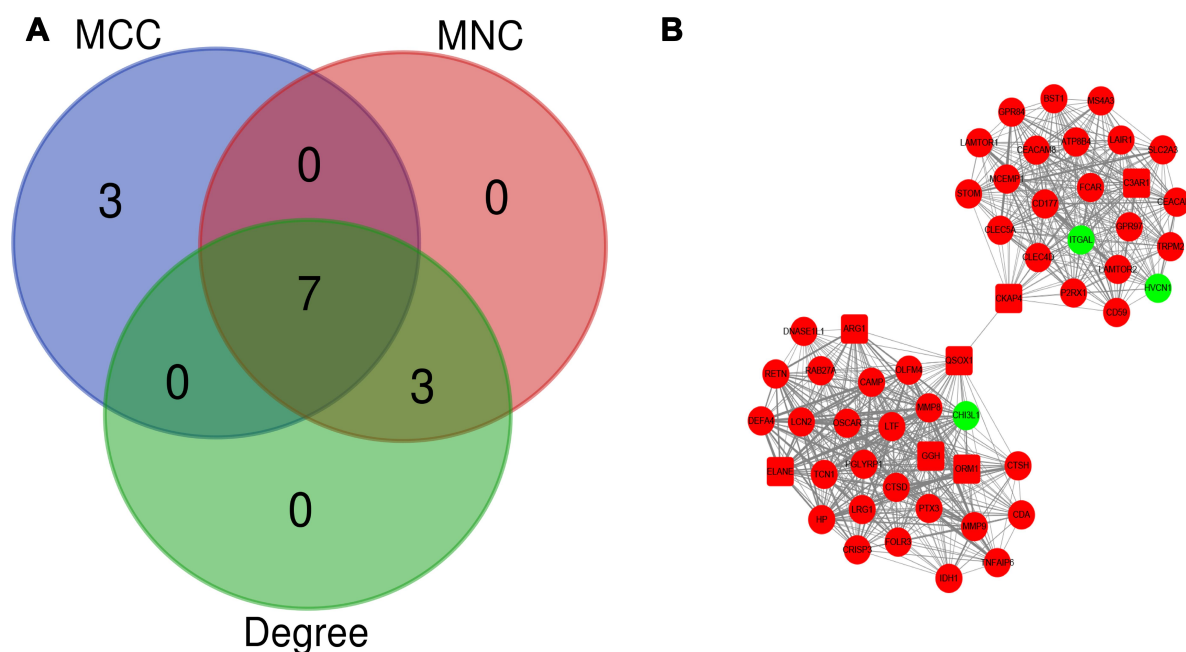 A
MCC
MNC
3
0
0
7
0
3
0
Degree
B
BST1
MS4A3
GPR84
LAMTOR1
CEACAM8
ATP8B4
LAIR1
SLC2A3
MCEMP1
STOM
FCAR
C3AR1
CD177
CLEC5A
GPR97
ITGAL
TRPM2
CLEC4D
LAMTOR2
HVCN1
P2RX1
CKAP4
CD59
DNASE1L1
ARG1
QSOX1
RETN
RAB27A
CAMP
OLFM4
DEFA4
LCN2
OSCAR
LTF
MMP8
CHI3L1
ELANE
TCN1
PGLYRP1
GGH
ORM1
CTSH
CTSD
HP
LRG1
PTX3
MMP9
CDA
CRISP3
FOLR3
TNFAIP6
IDH1